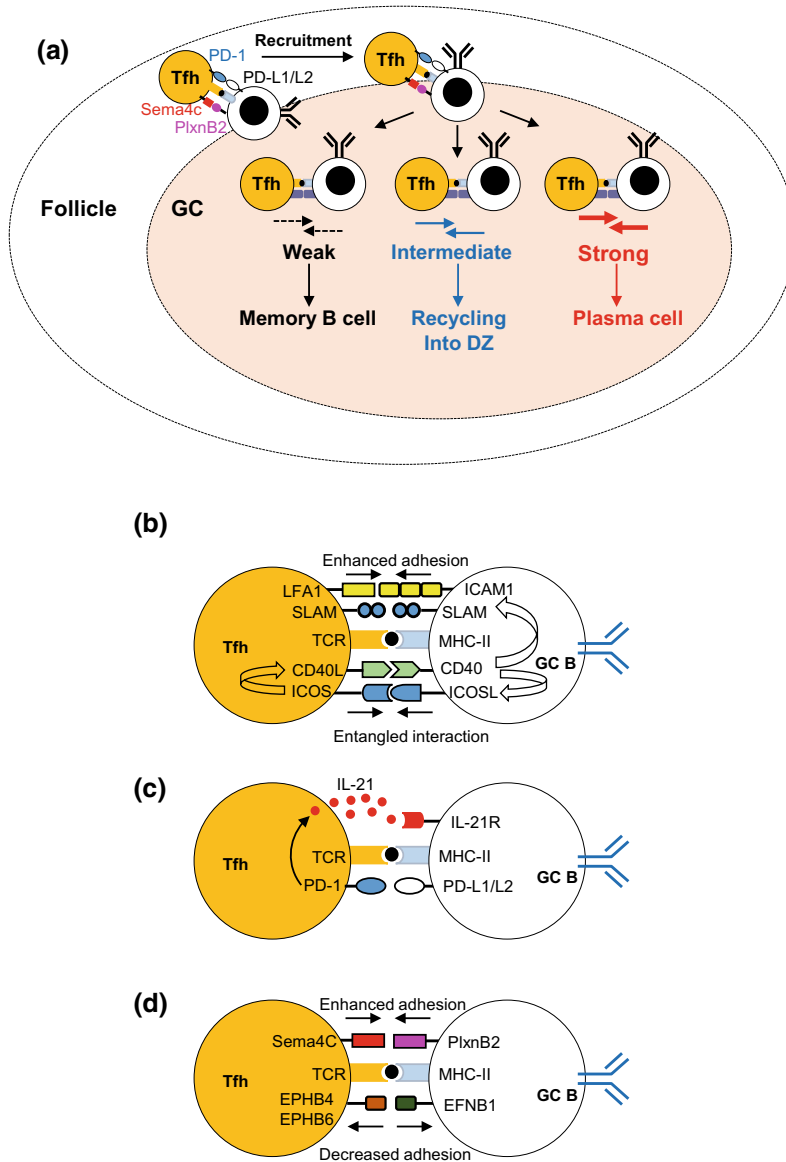 (a)
Recruitment
PD-1
Tfh
PD-L1/L2
Sema4c
PlxnB2
Tfh
Follicle
GC
Tfh
Tfh
Tfh
Weak
Intermediate
Strong
Memory B cell
Recycling
Into DZ
Plasma cell
(b)
Enhanced adhesion
LFA1
ICAM1
SLAM
SLAM
Tfh
TCR
MHC-II
GC B
CD40L
CD40
ICOS
ICOSL
Entangled interaction
(c)
IL-21
IL-21R
Tfh
TCR
MHC-II
GC B
PD-1
PD-L1/L2
(d)
Enhanced adhesion
Sema4C
PlxnB2
Tfh
TCR
MHC-II
GC B
EPHB4
EPHB6
EFNB1
Decreased adhesion